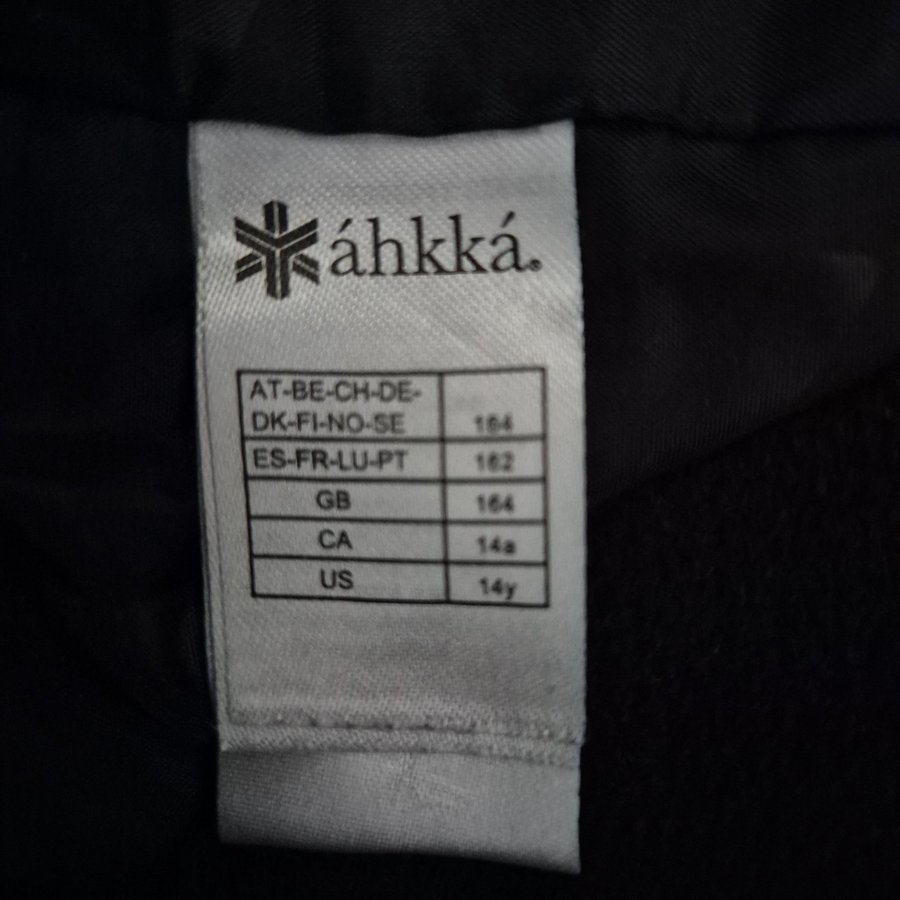 áhkká®
AT-BE-CH-DE-
DK-FI-NO-SE 164
ES-FR-LU-PT 162
GB 164
CA 14a
US 14y